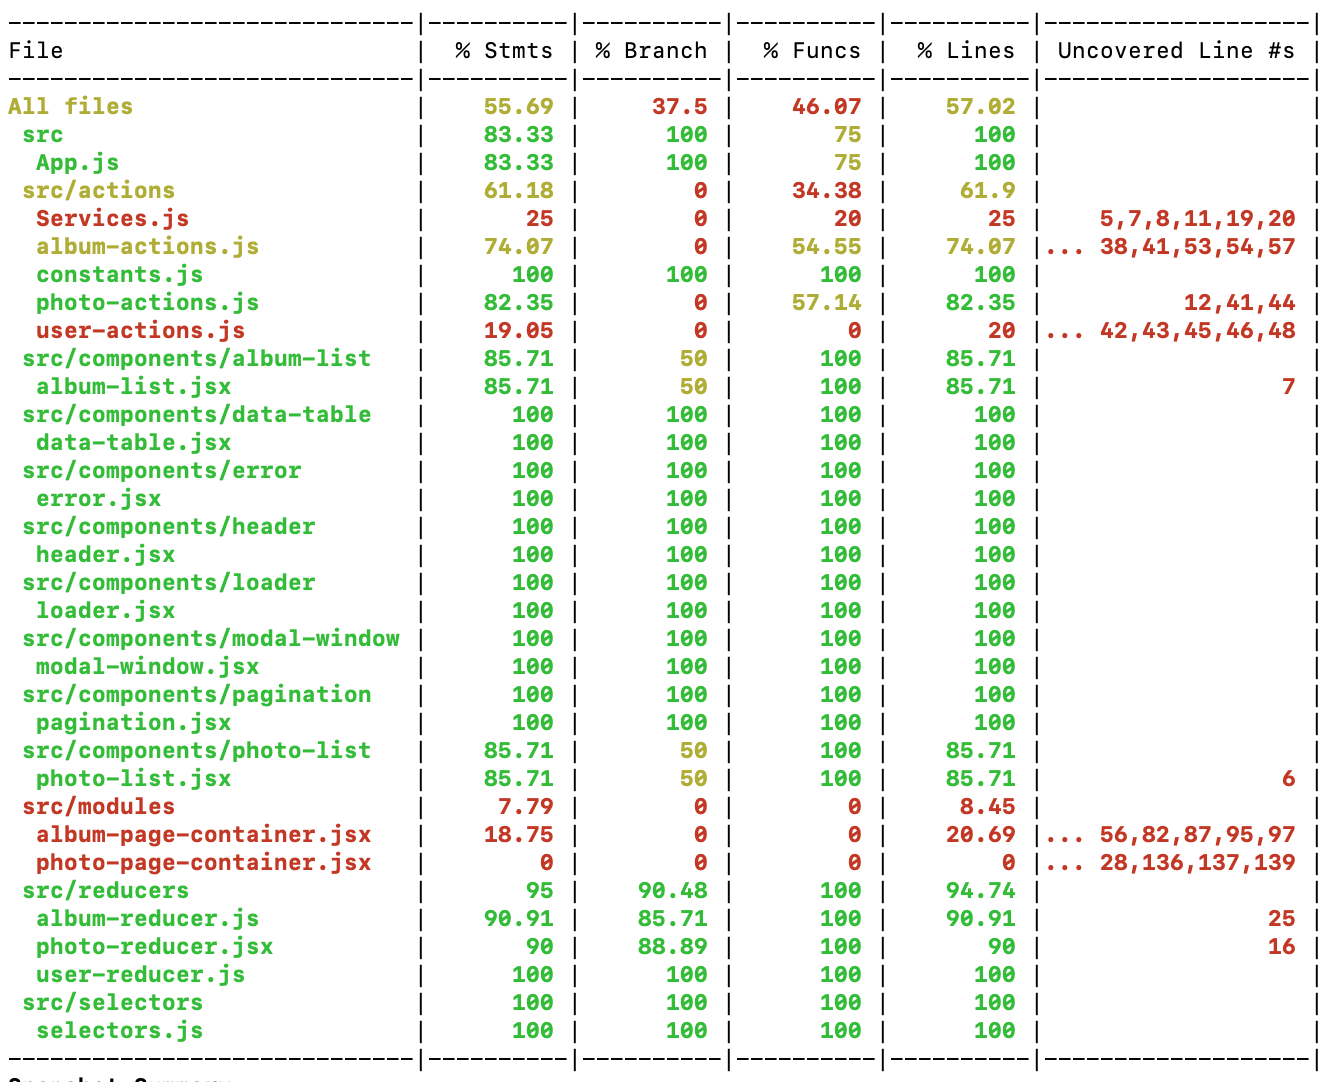 File | % Stmts | % Branch | % Funcs | % Lines | Uncovered Line #s |
All files | 55.69 | 37.5 | 46.07 | 57.02 | |
src | 83.33 | 100 | 75 | 100 | |
App.js | 83.33 | 100 | 75 | 100 | |
src/actions | 61.18 | 0 | 34.38 | 61.9 | |
Services.js | 25 | 0 | 20 | 25 | 5,7,8,11,19,20 |
album-actions.js | 74.07 | 0 | 54.55 | 74.07 |... 38,41,53,54,57 |
constants.js | 100 | 100 | 100 | 100 | |
photo-actions.js | 82.35 | 0 | 57.14 | 82.35 | 12,41,44 |
user-actions.js | 19.05 | 0 | 0 | 20 |... 42,43,45,46,48 |
src/components/album-list | 85.71 | 50 | 100 | 85.71 | |
album-list.jsx | 85.71 | 50 | 100 | 85.71 | 7 |
src/components/data-table | 100 | 100 | 100 | 100 | |
data-table.jsx | 100 | 100 | 100 | 100 | |
src/components/error | 100 | 100 | 100 | 100 | |
error.jsx | 100 | 100 | 100 | 100 | |
src/components/header | 100 | 100 | 100 | 100 | |
header.jsx | 100 | 100 | 100 | 100 | |
src/components/loader | 100 | 100 | 100 | 100 | |
loader.jsx | 100 | 100 | 100 | 100 | |
src/components/modal-window | 100 | 100 | 100 | 100 | |
modal-window.jsx | 100 | 100 | 100 | 100 | |
src/components/pagination | 100 | 100 | 100 | 100 | |
pagination.jsx | 100 | 100 | 100 | 100 | |
src/components/photo-list | 85.71 | 50 | 100 | 85.71 | |
photo-list.jsx | 85.71 | 50 | 100 | 85.71 | 6 |
src/modules | 7.79 | 0 | 0 | 8.45 | |
album-page-container.jsx | 18.75 | 0 | 0 | 20.69 |... 56,82,87,95,97 |
photo-page-container.jsx | 0 | 0 | 0 | 0 |... 28,136,137,139 |
src/reducers | 95 | 90.48 | 100 | 94.74 | |
album-reducer.js | 90.91 | 85.71 | 100 | 90.91 | 25 |
photo-reducer.jsx | 90 | 88.89 | 100 | 90 | 16 |
user-reducer.js | 100 | 100 | 100 | 100 | |
src/selectors | 100 | 100 | 100 | 100 | |
selectors.js | 100 | 100 | 100 | 100 | |